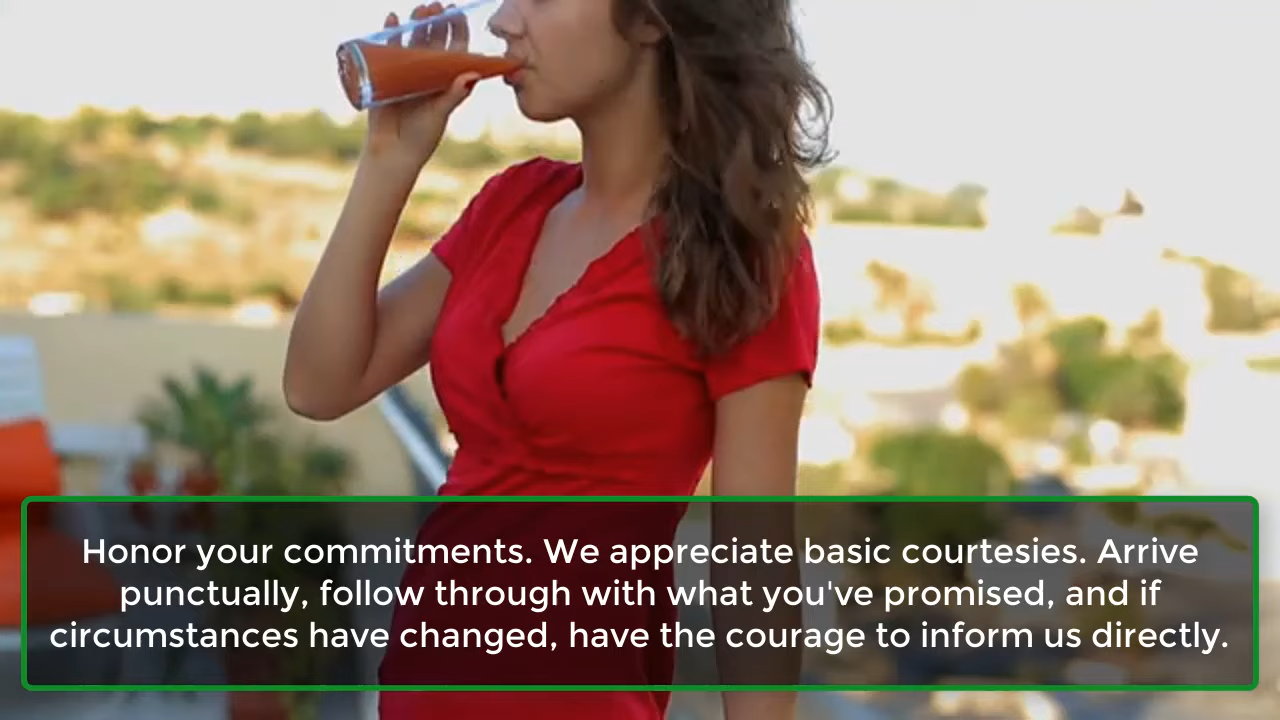 Honor your commitments. We appreciate basic courtesies. Arrive
punctually, follow through with what you've promised, and if
circumstances have changed, have the courage to inform us directly.